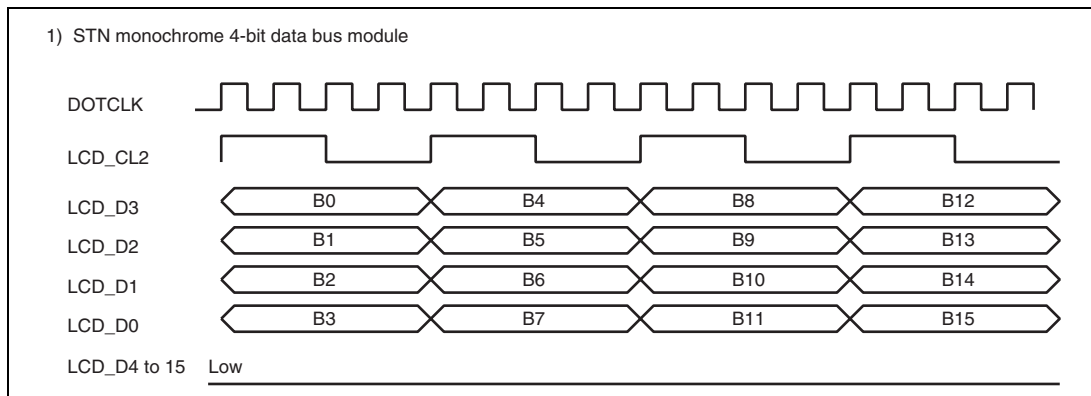 1) STN monochrome 4-bit data bus module
DOTCLK
LCD_CL2
LCD_D3 B0 B4 B8 B12
LCD_D2 B1 B5 B9 B13
LCD_D1 B2 B6 B10 B14
LCD_D0 B3 B7 B11 B15
LCD_D4 to 15 Low